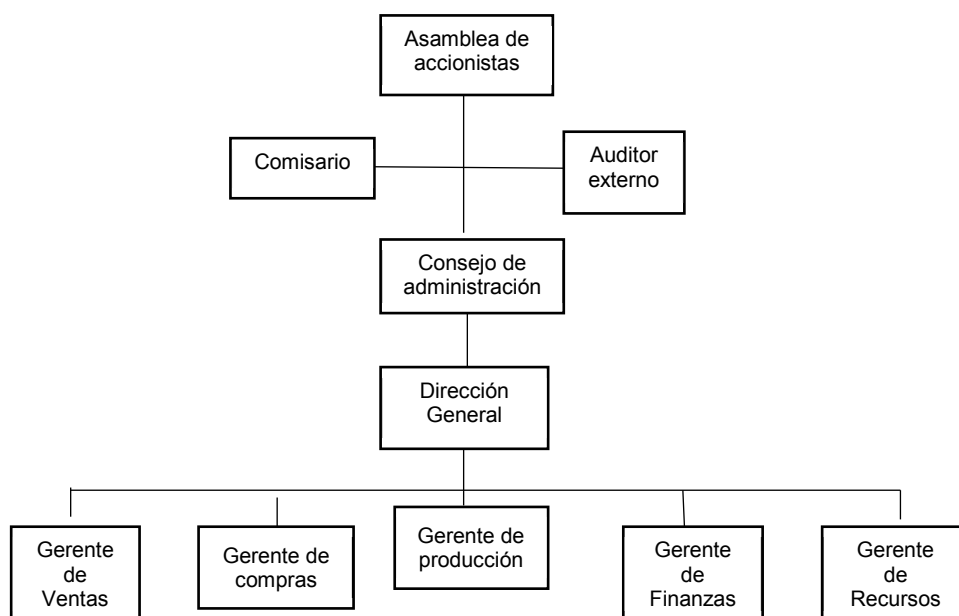 Asamblea de
accionistas
Comisario
Auditor
externo
Consejo de
administración
Dirección
General
Gerente
de
Ventas
Gerente de
compras
Gerente de
producción
Gerente
de
Finanzas
Gerente
de
Recursos